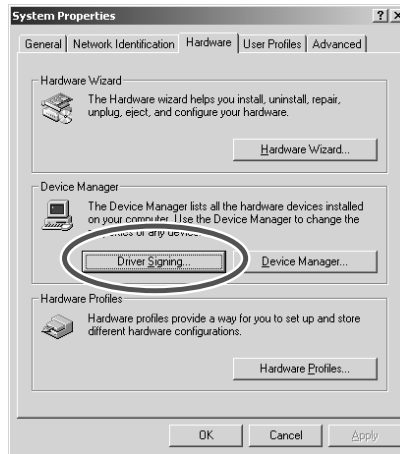 System Properties
General Network Identification Hardware User Profiles Advanced
Hardware Wizard
The Hardware wizard helps you install, uninstall, repair,
unplug, eject, and configure your hardware.
Hardware Wizard...
Device Manager
The Device Manager lists all the hardware devices installed
on your computer. Use the Device Manager to change the
of any device.
Driver Signing... Device Manager...
Hardware Profiles
Hardware profiles provide a way for you to set up and store
different hardware configurations.
Hardware Profiles...
OK Cancel Apply